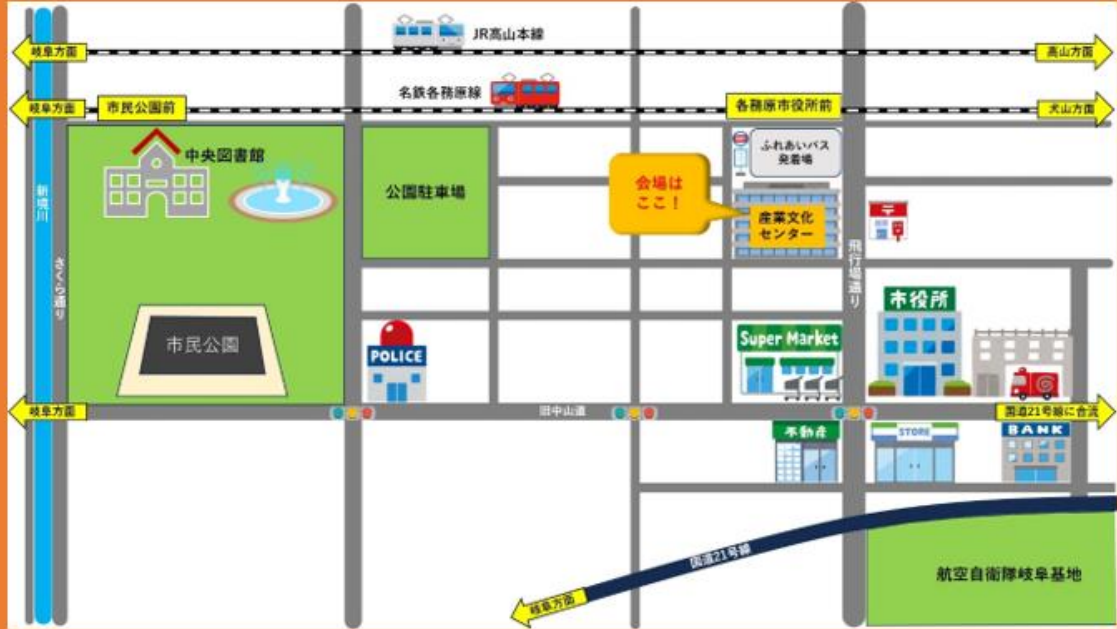 JR高山本線
岐阜方面
高山方面
名鉄各務原線
岐阜方面
市民公園前
各務原市役所前
犬山方面
中央図書館
公園駐車場
ふれあいバス
発着場
会場は
ここ！
産業文化
センター
新境川
さくら通り
飛行場通り
市民公園
POLICE
Super Market
市役所
岐阜方面
旧中山道
国道21号線に合流
不動産
STORE
BANK
国道21号線
岐阜方面
航空自衛隊岐阜基地